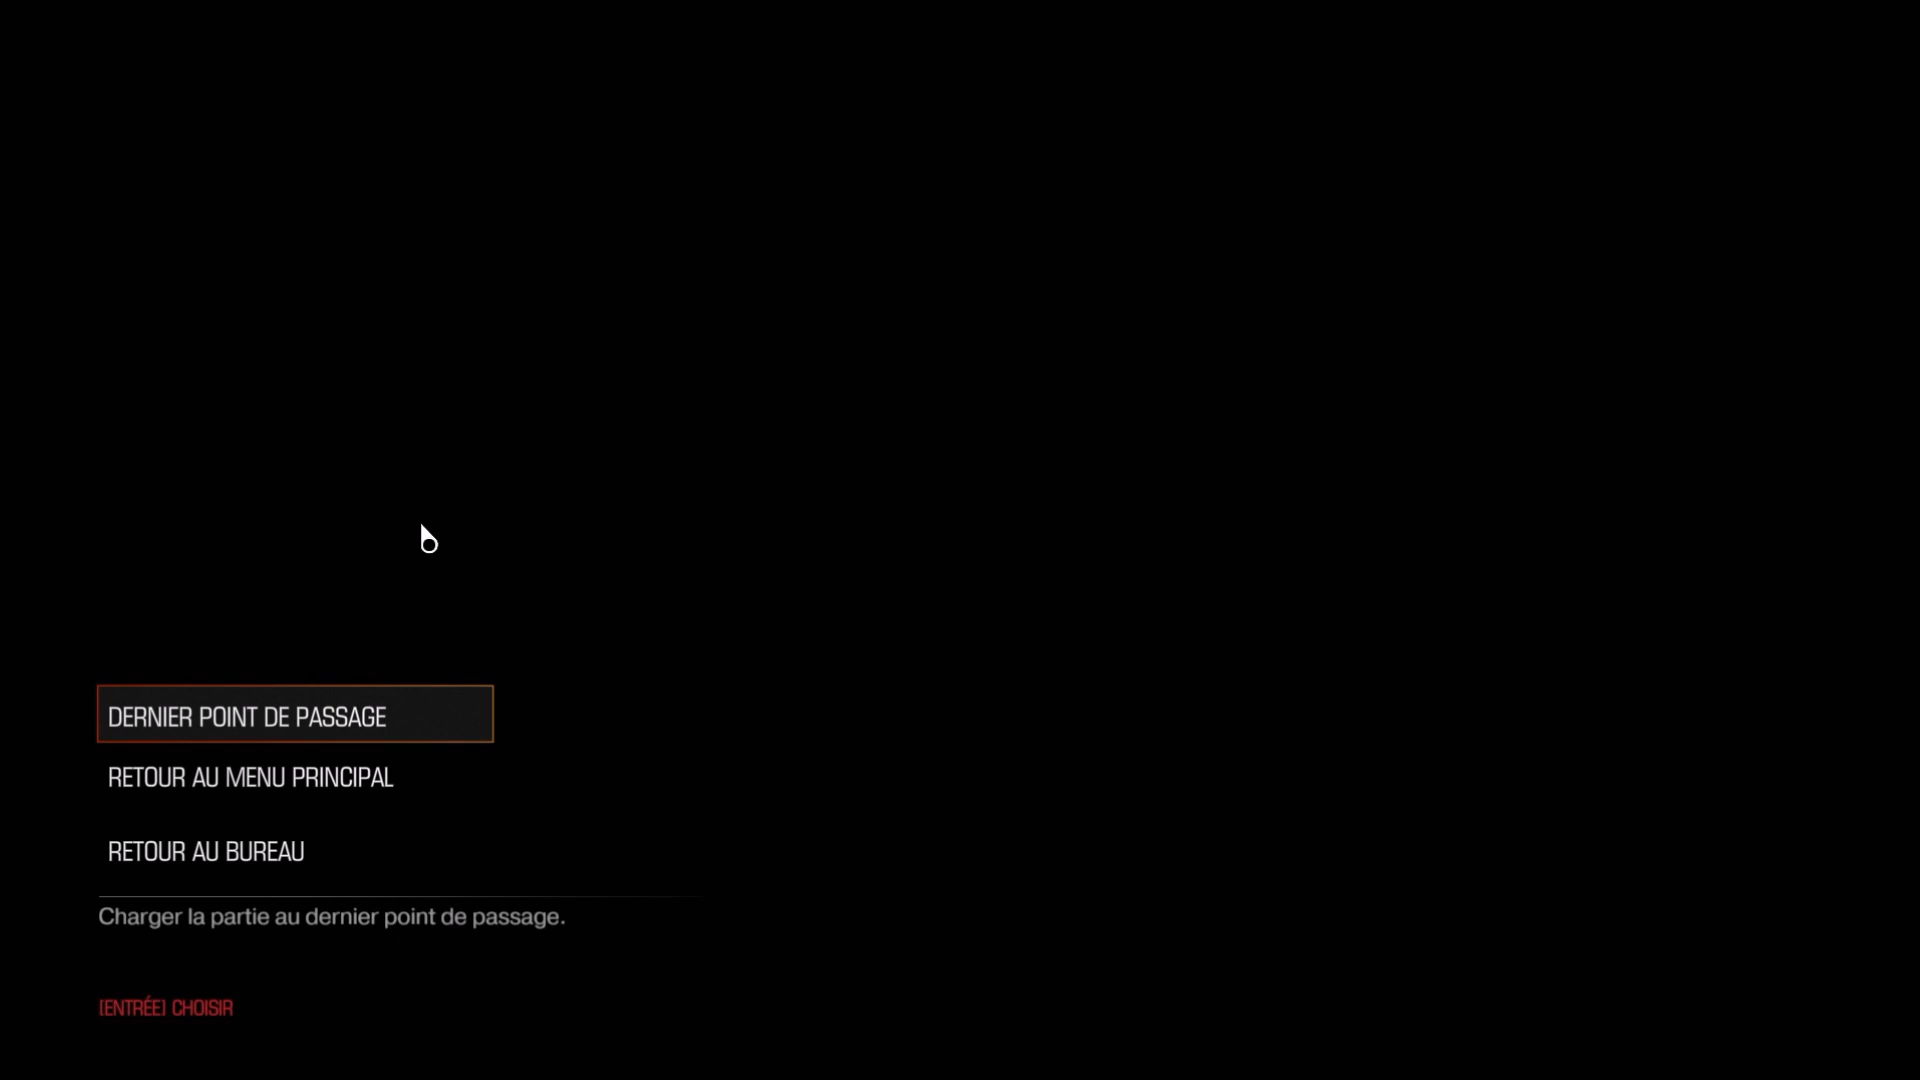 DERNIER POINT DE PASSAGE
RETOUR AU MENU PRINCIPAL
RETOUR AU BUREAU
Charger la partie au dernier point de passage.
[ENTRÉE] CHOISIR